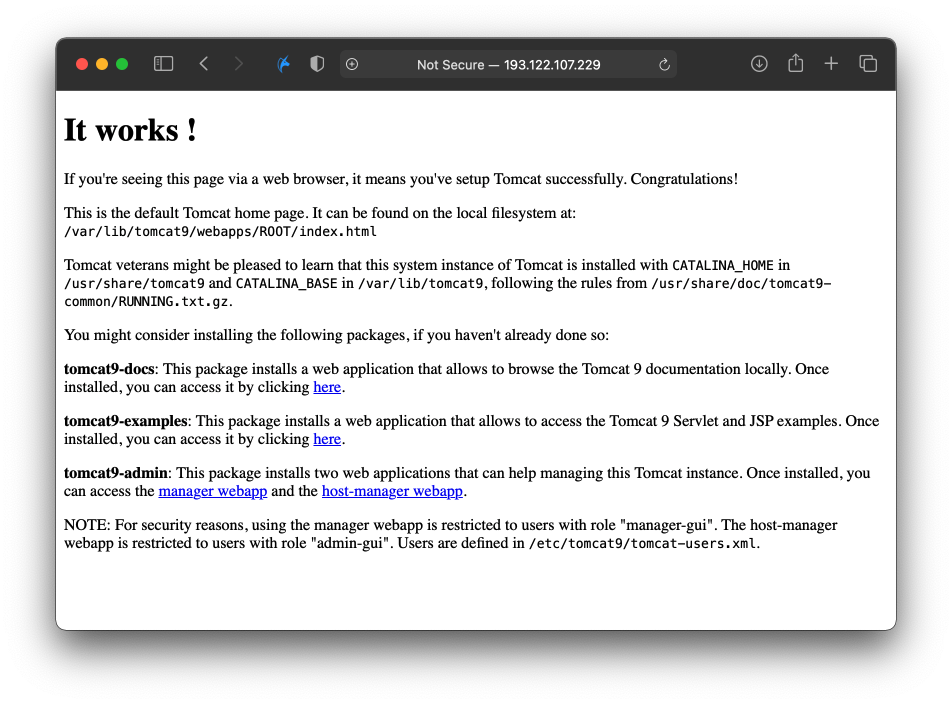 Not Secure — 193.122.107.229
It works !
If you're seeing this page via a web browser, it means you've setup Tomcat successfully. Congratulations!
This is the default Tomcat home page. It can be found on the local filesystem at:
/var/lib/tomcat9/webapps/ROOT/index.html
Tomcat veterans might be pleased to learn that this system instance of Tomcat is installed with CATALINA_HOME in
/usr/share/tomcat9 and CATALINA_BASE in /var/lib/tomcat9, following the rules from /usr/share/doc/tomcat9-
common/RUNNING.txt.gz.
You might consider installing the following packages, if you haven't already done so:
tomcat9-docs: This package installs a web application that allows to browse the Tomcat 9 documentation locally. Once
installed, you can access it by clicking here.
tomcat9-examples: This package installs a web application that allows to access the Tomcat 9 Servlet and JSP examples. Once
installed, you can access it by clicking here.
tomcat9-admin: This package installs two web applications that can help managing this Tomcat instance. Once installed, you
can access the manager webapp and the host-manager webapp.
NOTE: For security reasons, using the manager webapp is restricted to users with role "manager-gui". The host-manager
webapp is restricted to users with role "admin-gui". Users are defined in /etc/tomcat9/tomcat-users.xml.